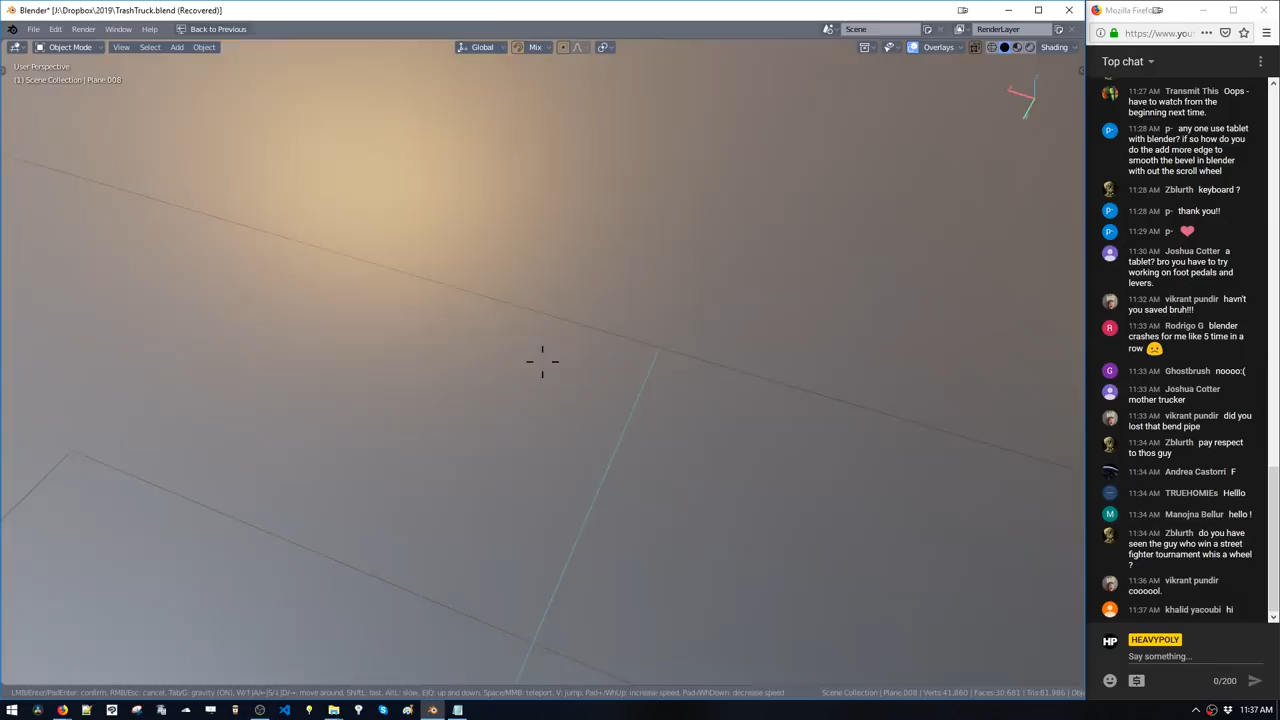 Blender* [J:\Dropbox\2019\TrashTruck.blend (Recovered)]
File Edit Render Window Help Back to Previous Scene RenderLayer
Object Mode View Select Add Object Global Mix Overlays Shading
User Perspective
(1) Scene Collection | Plane.008
Mozilla Firefo
https://www.you
Top chat
11:27 AM Transmit This Oops -
have to watch from the
beginning next time.
11:28 AM p- any one use tablet
with blender? if so how do you
do the add more edge to
smooth the bevel in blender
with out the scroll wheel
11:28 AM Zblurth keyboard ?
11:28 AM p- thank you!!
11:29 AM p-
11:30 AM Joshua Cotter a
tablet? bro you have to try
working on foot pedals and
levers.
11:32 AM vikrant pundir havn't
you saved bruh!!!
11:33 AM Rodrigo G blender
crashes for me like 5 time in a
row
11:33 AM Ghostbrush noooo:(
11:33 AM Joshua Cotter
mother trucker
11:33 AM vikrant pundir did you
lost that bend pipe
11:34 AM Zblurth pay respect
to thos guy
11:34 AM Andrea Castorri F
11:34 AM TRUEHOMIEs Helllo
11:34 AM Manojna Bellur hello !
11:34 AM Zblurth do you have
seen the guy who win a street
fighter tournament whis a wheel
?
11:36 AM vikrant pundir
coooool.
11:37 AM khalid yacoubi hi
HP HEAVYPOLY
Say something...
0/200
LMB/Enter/PadEnter: confirm, RMB/Esc: cancel, Tab/G: gravity (ON),
move around, fast, slow, up and down, Space/MMB: teleport, V: jump, Pad+/WhUp: increase speed, Pad-/WhDown: decrease speed
Scene Collection | Plane.008 | Verts:41,860 | Faces:30,681 | Tris:81,986 | Obj
11:37 AM